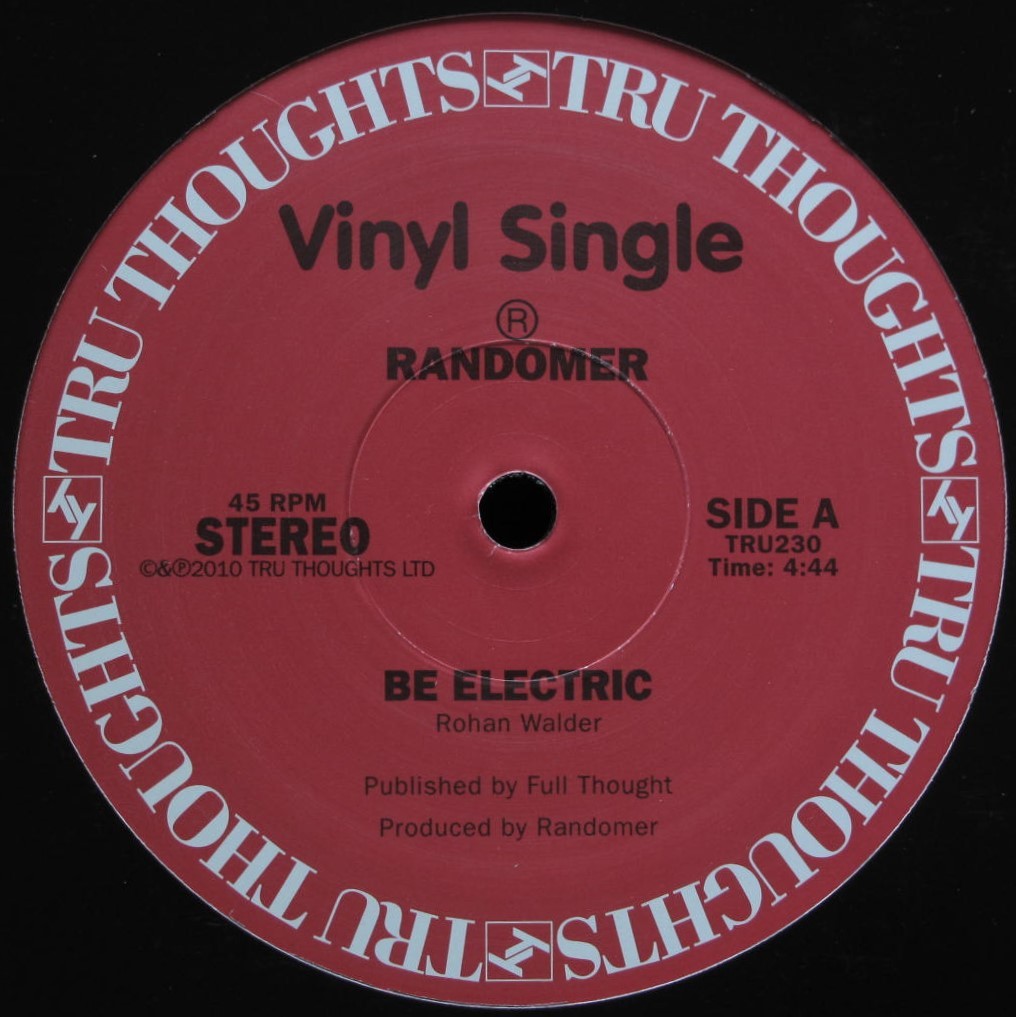 TRU THOUGHTS TRU THOUGHTS TRU THOUGHTS TRU THOUGHTS
Vinyl Single
®
RANDOMER
45 RPM
STEREO
©&℗2010 TRU THOUGHTS LTD
SIDE A
TRU230
Time: 4:44
BE ELECTRIC
Rohan Walder
Published by Full Thought
Produced by Randomer